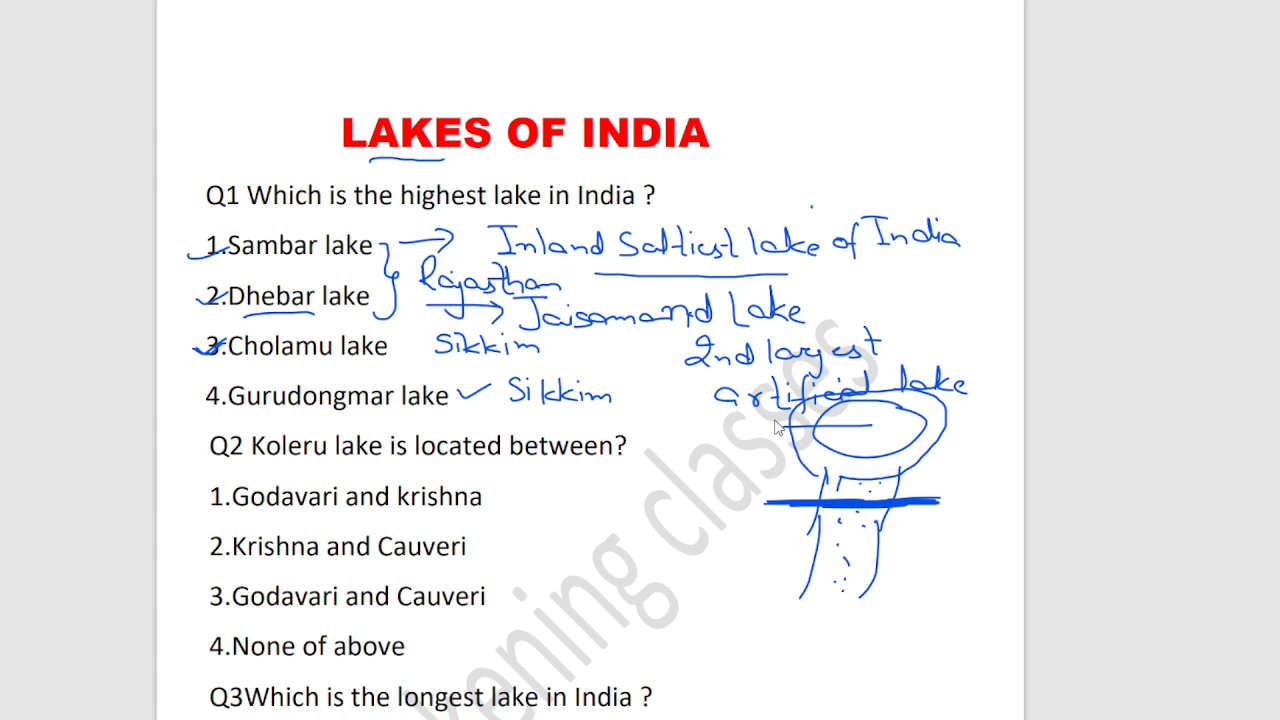 LAKES OF INDIA
Q1 Which is the highest lake in India ?
1.Sambar lake → Inland Saltiest lake of India
Rajasthan
2.Dhebar lake → Jaisamand Lake
3.Cholamu lake Sikkim 2nd largest
4.Gurudongmar lake ✓ Sikkim artificial lake
Q2 Koleru lake is located between?
1.Godavari and krishna
2.Krishna and Cauveri
3.Godavari and Cauveri
4.None of above
Q3Which is the longest lake in India ?
kening classes